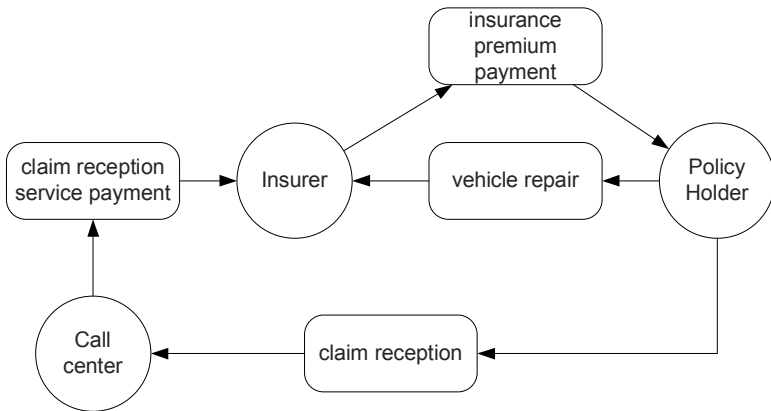 insurance
premium
payment
claim reception
service payment
Insurer
vehicle repair
Policy
Holder
Call
center
claim reception